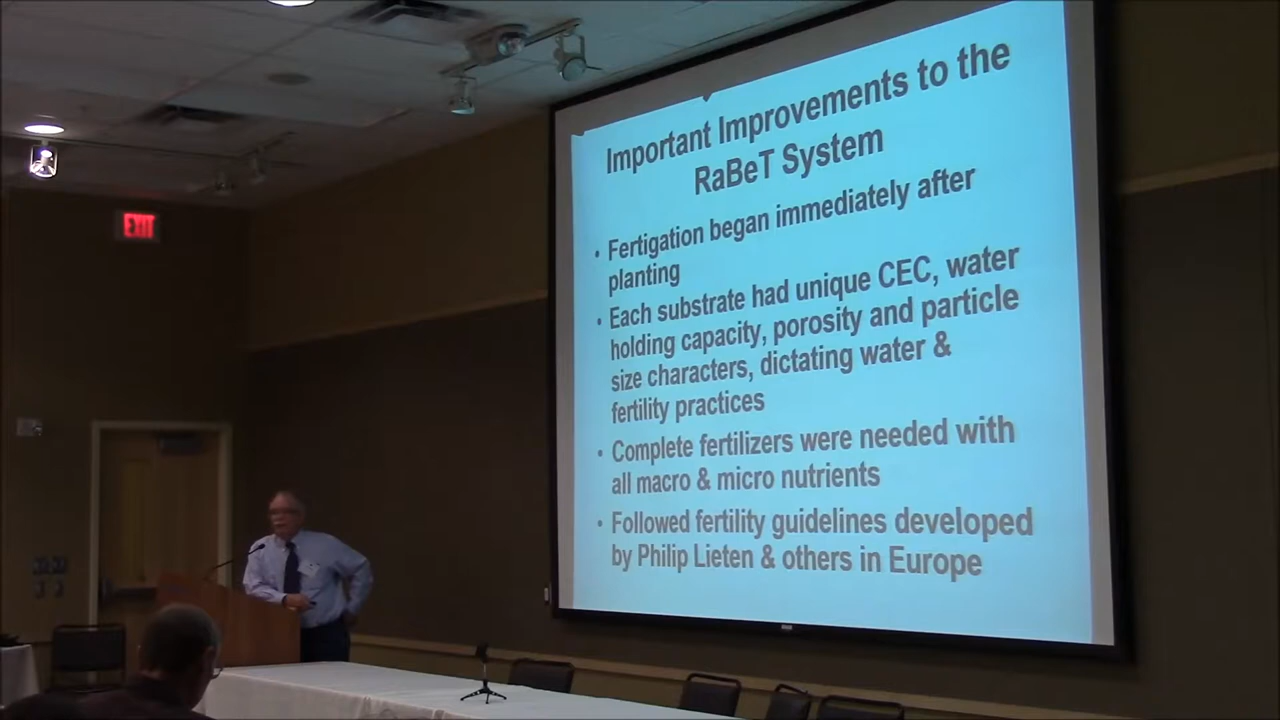 EXIT
Important Improvements to the
RaBeT System
• Fertigation began immediately after
planting
• Each substrate had unique CEC, water
holding capacity, porosity and particle
size characters, dictating water &
fertility practices
• Complete fertilizers were needed with
all macro & micro nutrients
• Followed fertility guidelines developed
by Philip Lieten & others in Europe